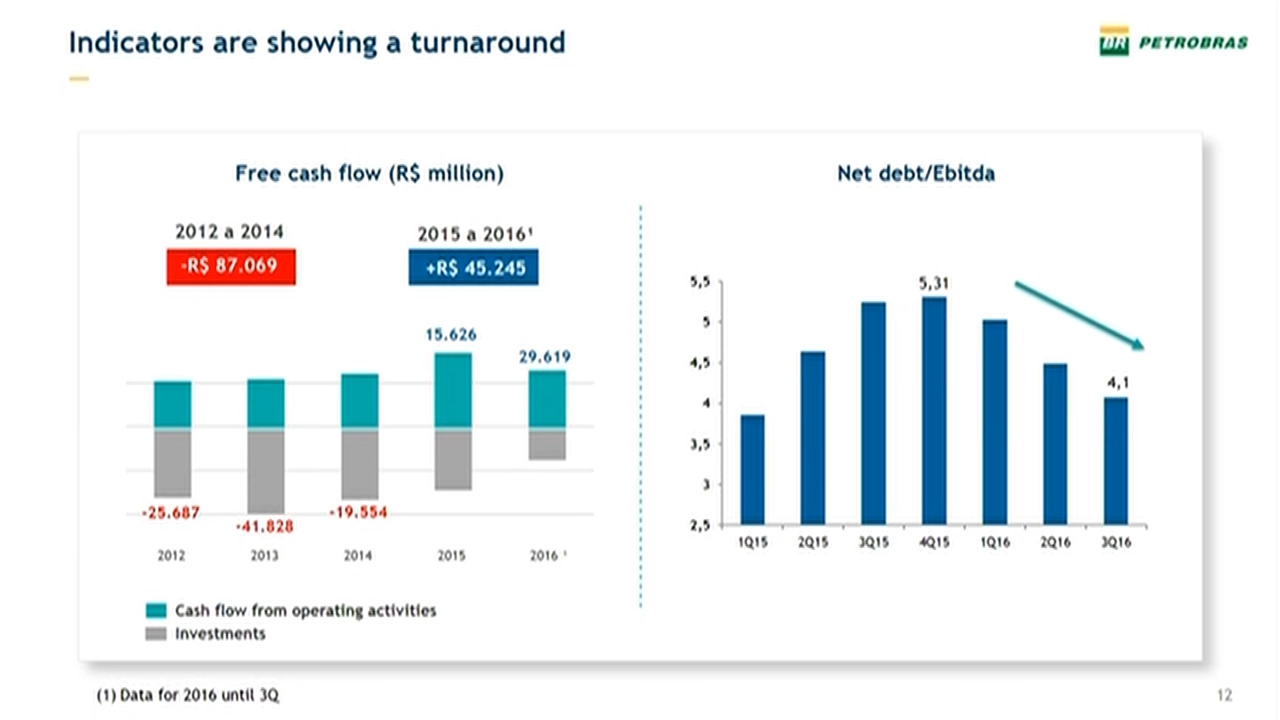 Indicators are showing a turnaround
BR PETROBRAS
Free cash flow (R$ million)
2012 a 2014
-R$ 87.069
2015 a 2016¹
+R$ 45.245
15.626
29.619
-25.687
-41.828
-19.554
2012 2013 2014 2015 2016 ¹
Cash flow from operating activities
Investments
Net debt/Ebitda
5,5
5
4,5
4
3,5
3
2,5
5,31
4,1
1Q15 2Q15 3Q15 4Q15 1Q16 2Q16 3Q16
(1) Data for 2016 until 3Q
12